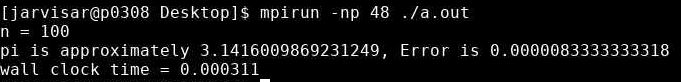 [jarvisar@p0308 Desktop]$ mpirun -np 48 ./a.out
n = 100
pi is approximately 3.1416009869231249, Error is 0.0000083333333318
wall clock time = 0.000311